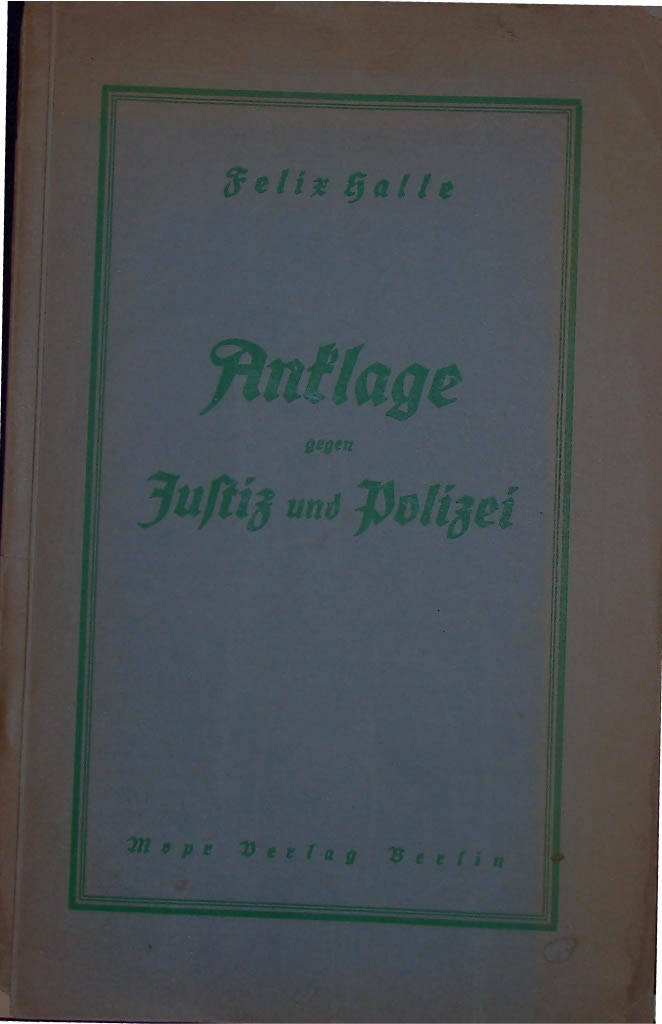 Felix Halle
Anklage
gegen
Juſtiz und Polizei
Mopr Verlag Berlin